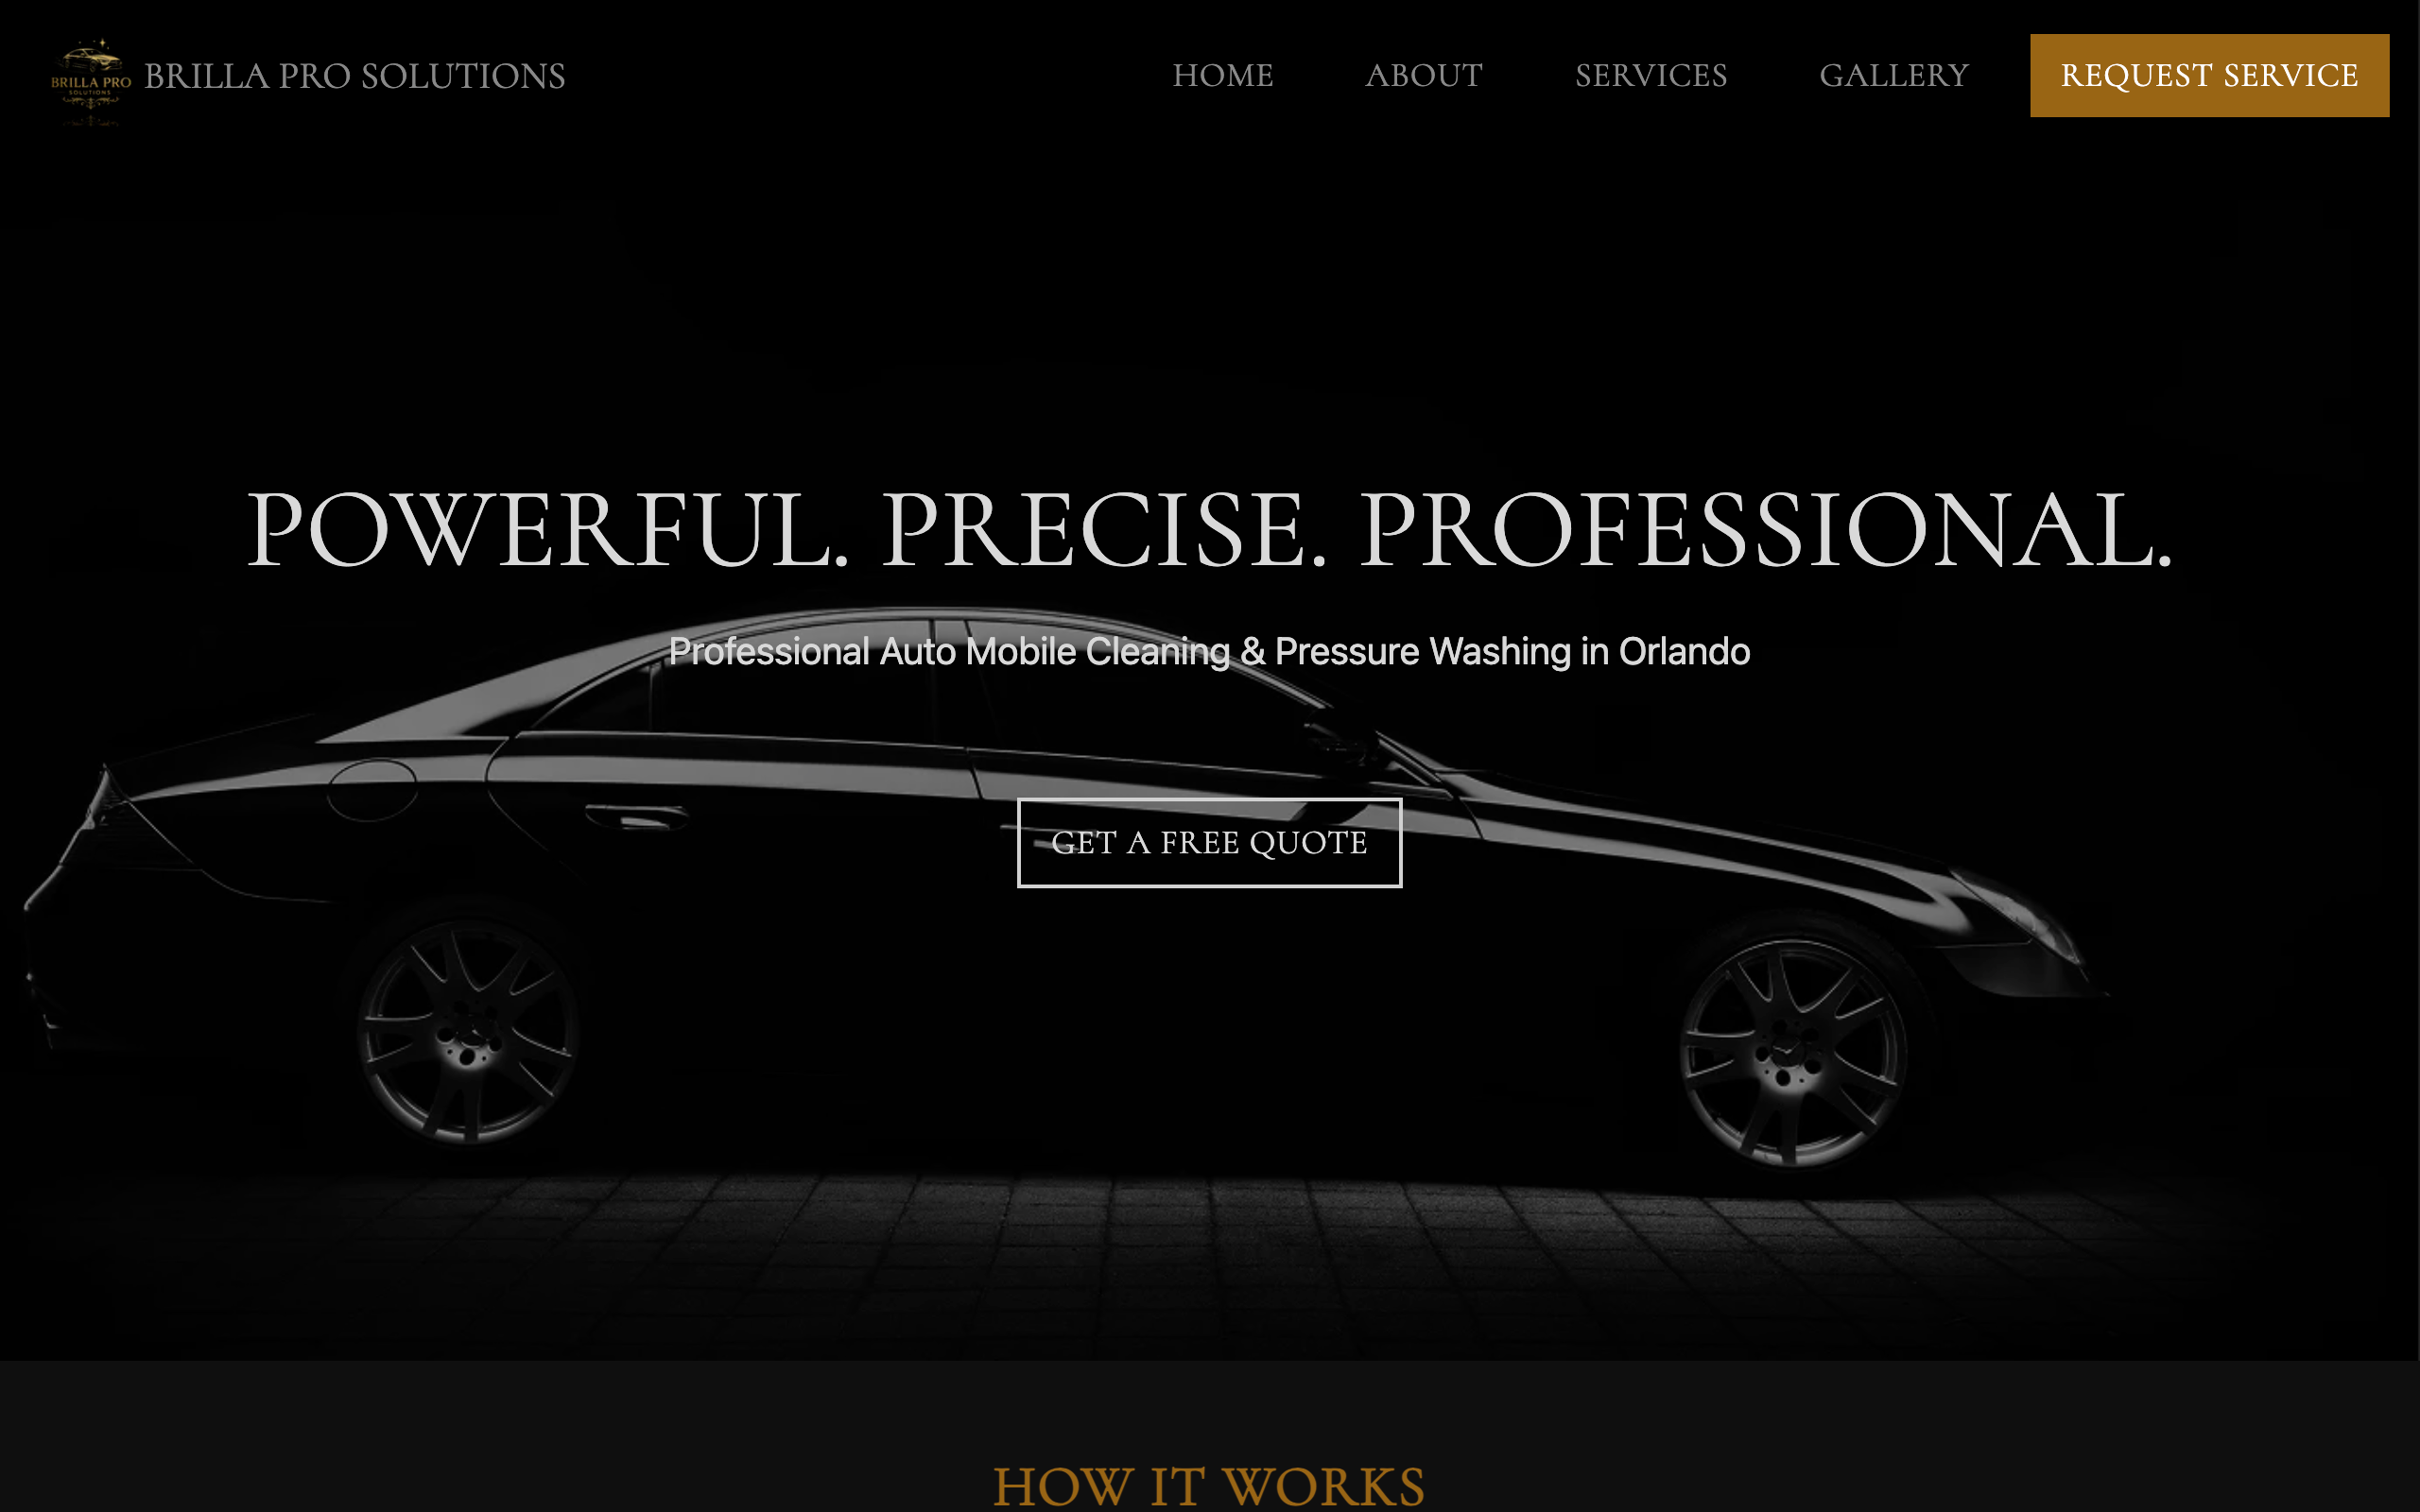 BRILLA PRO
SOLUTIONS
BRILLA PRO SOLUTIONS
HOME
ABOUT
SERVICES
GALLERY
REQUEST SERVICE
POWERFUL. PRECISE. PROFESSIONAL.
Professional Auto Mobile Cleaning & Pressure Washing in Orlando
GET A FREE QUOTE
HOW IT WORKS